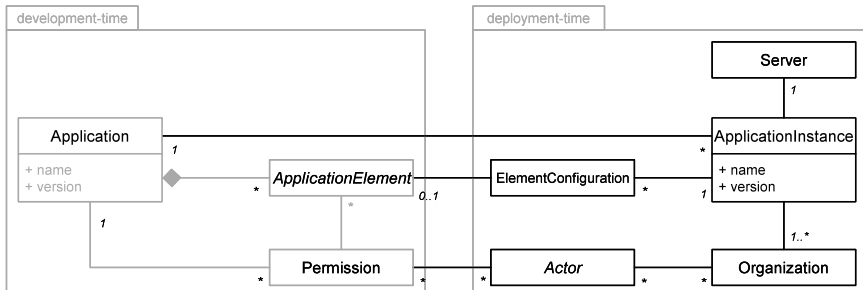 development-time
deployment-time
Server
1
Application
1
*
ApplicationInstance
+ name
+ version
+ name
+ version
*
ApplicationElement
0..1
ElementConfiguration
*
1
*
1
1..*
*
Permission
*
*
Actor
*
*
Organization